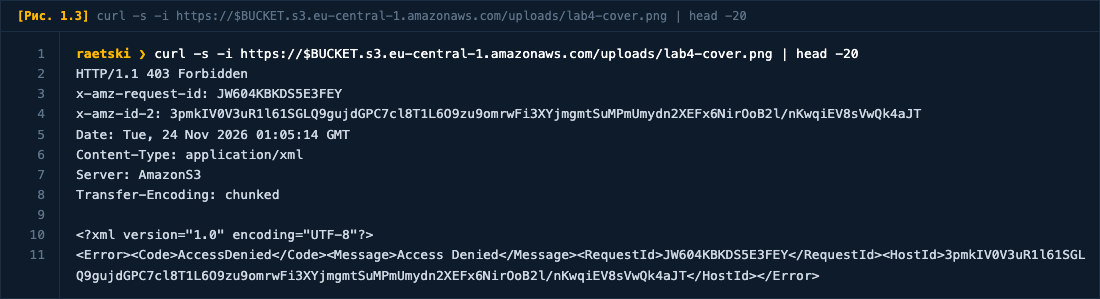 [Рис. 1.3] curl -s -i https://$BUCKET.s3.eu-central-1.amazonaws.com/uploads/lab4-cover.png | head -20
1 raetski ❯ curl -s -i https://$BUCKET.s3.eu-central-1.amazonaws.com/uploads/lab4-cover.png | head -20
2 HTTP/1.1 403 Forbidden
3 x-amz-request-id: JW604KBKDS5E3FEY
4 x-amz-id-2: 3pmkIV0V3uR1l61SGLQ9gujdGPC7cl8T1L6O9zu9omrwFi3XYjmgmtSuMPmUmydn2XEFx6NirOoB2l/nKwqiEV8sVwQk4aJT
5 Date: Tue, 24 Nov 2026 01:05:14 GMT
6 Content-Type: application/xml
7 Server: AmazonS3
8 Transfer-Encoding: chunked
9
10 <?xml version="1.0" encoding="UTF-8"?>
11 <Error><Code>AccessDenied</Code><Message>Access Denied</Message><RequestId>JW604KBKDS5E3FEY</RequestId><HostId>3pmkIV0V3uR1l61SGL
Q9gujdGPC7cl8T1L6O9zu9omrwFi3XYjmgmtSuMPmUmydn2XEFx6NirOoB2l/nKwqiEV8sVwQk4aJT</HostId></Error>